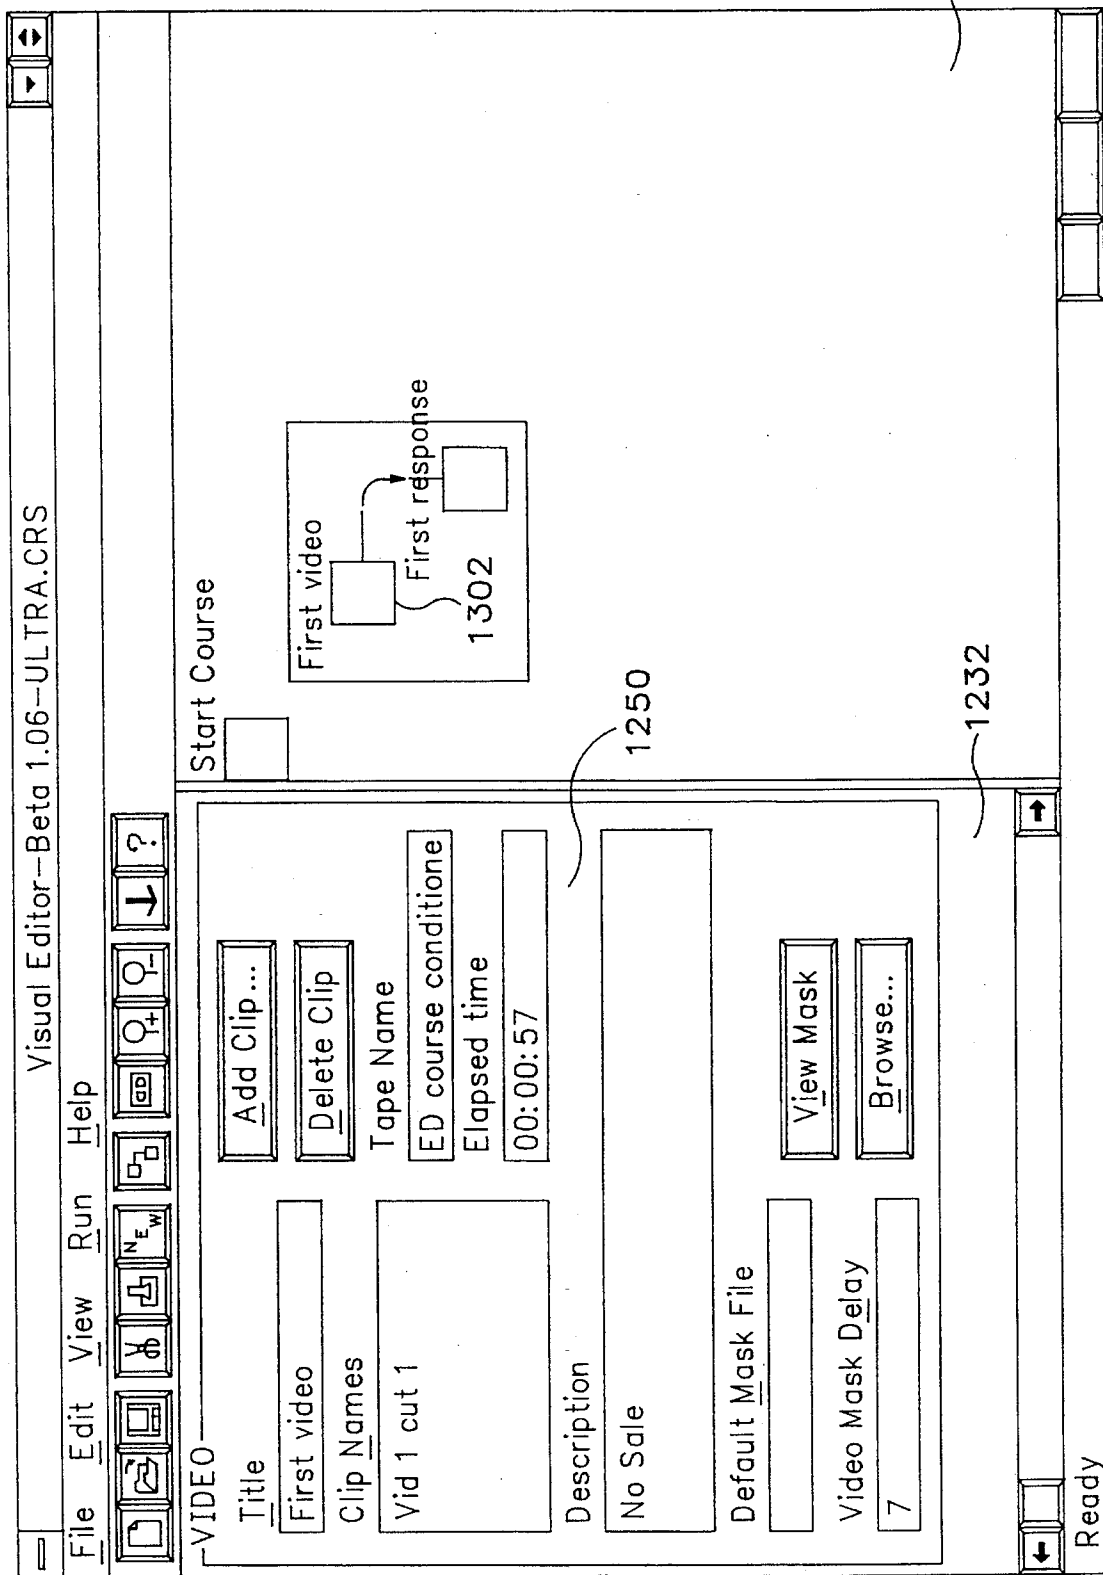 Visual Editor-Beta 1.06-ULTRA.CRS
File Edit View Run Help
NEW
?
VIDEO
Title
First video
Add Clip...
Delete Clip
Clip Names
Vid 1 cut 1
Tape Name
ED course conditione
Elapsed time
00:00:57
Description
No Sale
Default Mask File
View Mask
Video Mask Delay
7
Browse...
Start Course
First video
First response
1302
1250
1232
Ready